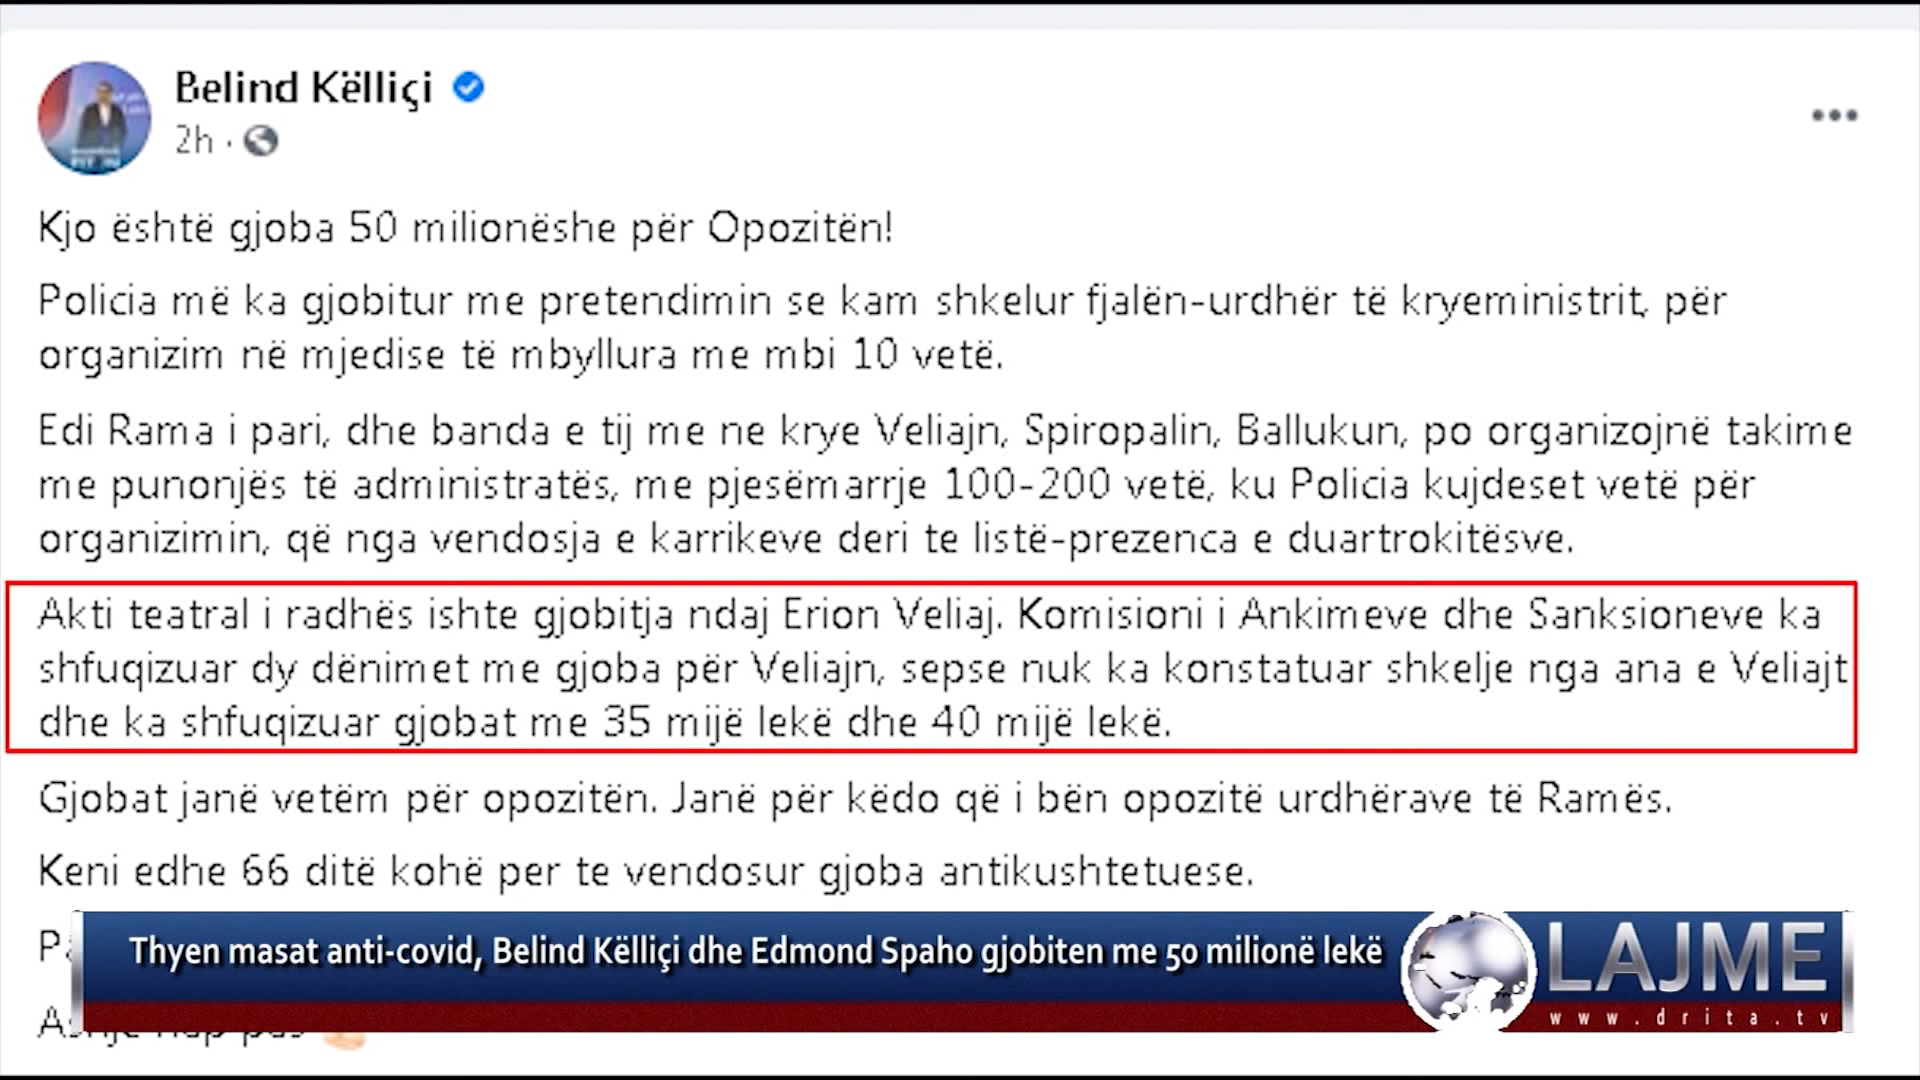 Belind Këlliçi
2h ·
Kjo është gjoba 50 milionëshe për Opozitën!
Policia më ka gjobitur me pretendimin se kam shkelur fjalën-urdhër të kryeministrit, për
organizim në mjedise të mbyllura me mbi 10 vetë.
Edi Rama i pari, dhe banda e tij me ne krye Veliajn, Spiropalin, Ballukun, po organizojnë takime
me punonjës të administratës, me pjesëmarrje 100-200 vetë, ku Policia kujdeset vetë për
organizimin, që nga vendosja e karrikeve deri te listë-prezenca e duartrokitësve.
Akti teatral i radhës ishte gjobitja ndaj Erion Veliaj. Komisioni i Ankimeve dhe Sanksioneve ka
shfuqizuar dy dënimet me gjoba për Veliajn, sepse nuk ka konstatuar shkelje nga ana e Veliajt
dhe ka shfuqizuar gjobat me 35 mijë lekë dhe 40 mijë lekë.
Gjobat janë vetëm për opozitën. Janë për këdo që i bën opozitë urdhërave të Ramës.
Keni edhe 66 ditë kohë per te vendosur gjoba antikushtetuese.
Thyen masat anti-covid, Belind Këlliçi dhe Edmond Spaho gjobiten me 50 milionë lekë
LAJME
www.drita.tv